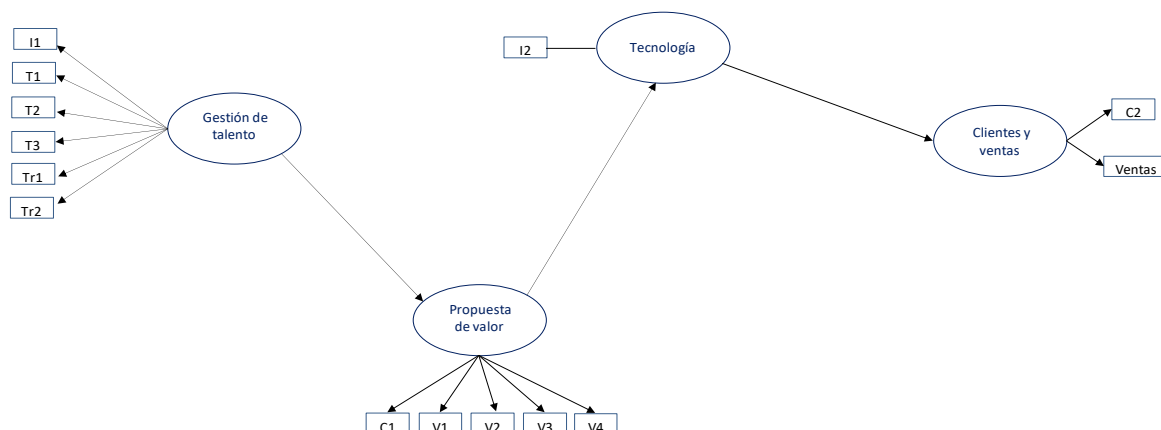 I1
T1
T2
T3
Tr1
Tr2
Gestión de
talento
I2
Tecnología
Clientes y
ventas
C2
Ventas
Propuesta
de valor
C1
V1
V2
V3
V4